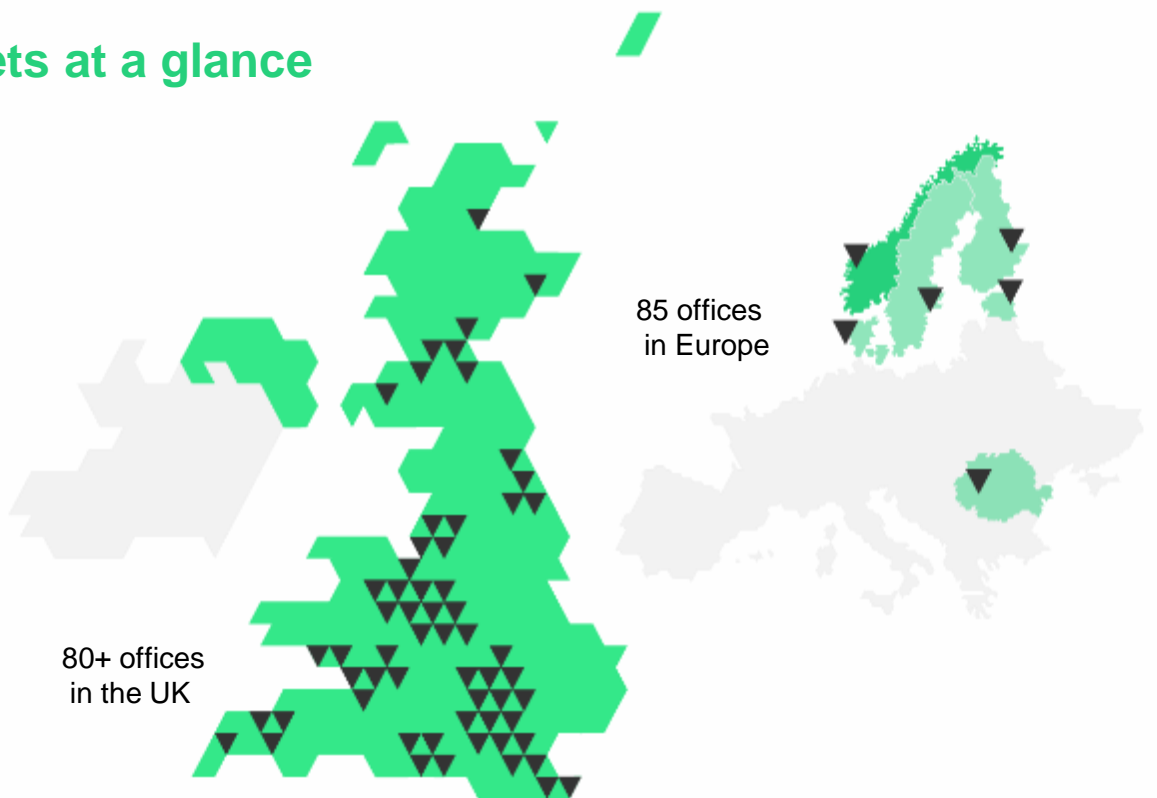 ets at a glance
85 offices
in Europe
80+ offices
in the UK